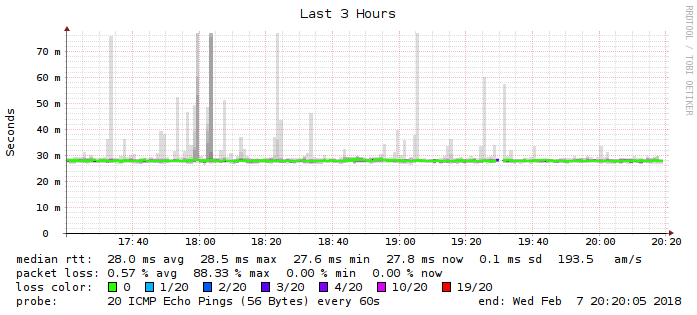 Last 3 Hours
RRDTOOL / TOBI OETIKER
Seconds
70 m
60 m
50 m
40 m
30 m
20 m
10 m
0
17:40 18:00 18:20 18:40 19:00 19:20 19:40 20:00 20:20
median rtt: 28.0 ms avg 28.5 ms max 27.6 ms min 27.8 ms now 0.1 ms sd 193.5 am/s
packet loss: 0.57 % avg 88.33 % max 0.00 % min 0.00 % now
loss color: 0 1/20 2/20 3/20 4/20 10/20 19/20
probe: 20 ICMP Echo Pings (56 Bytes) every 60s end: Wed Feb 7 20:20:05 2018